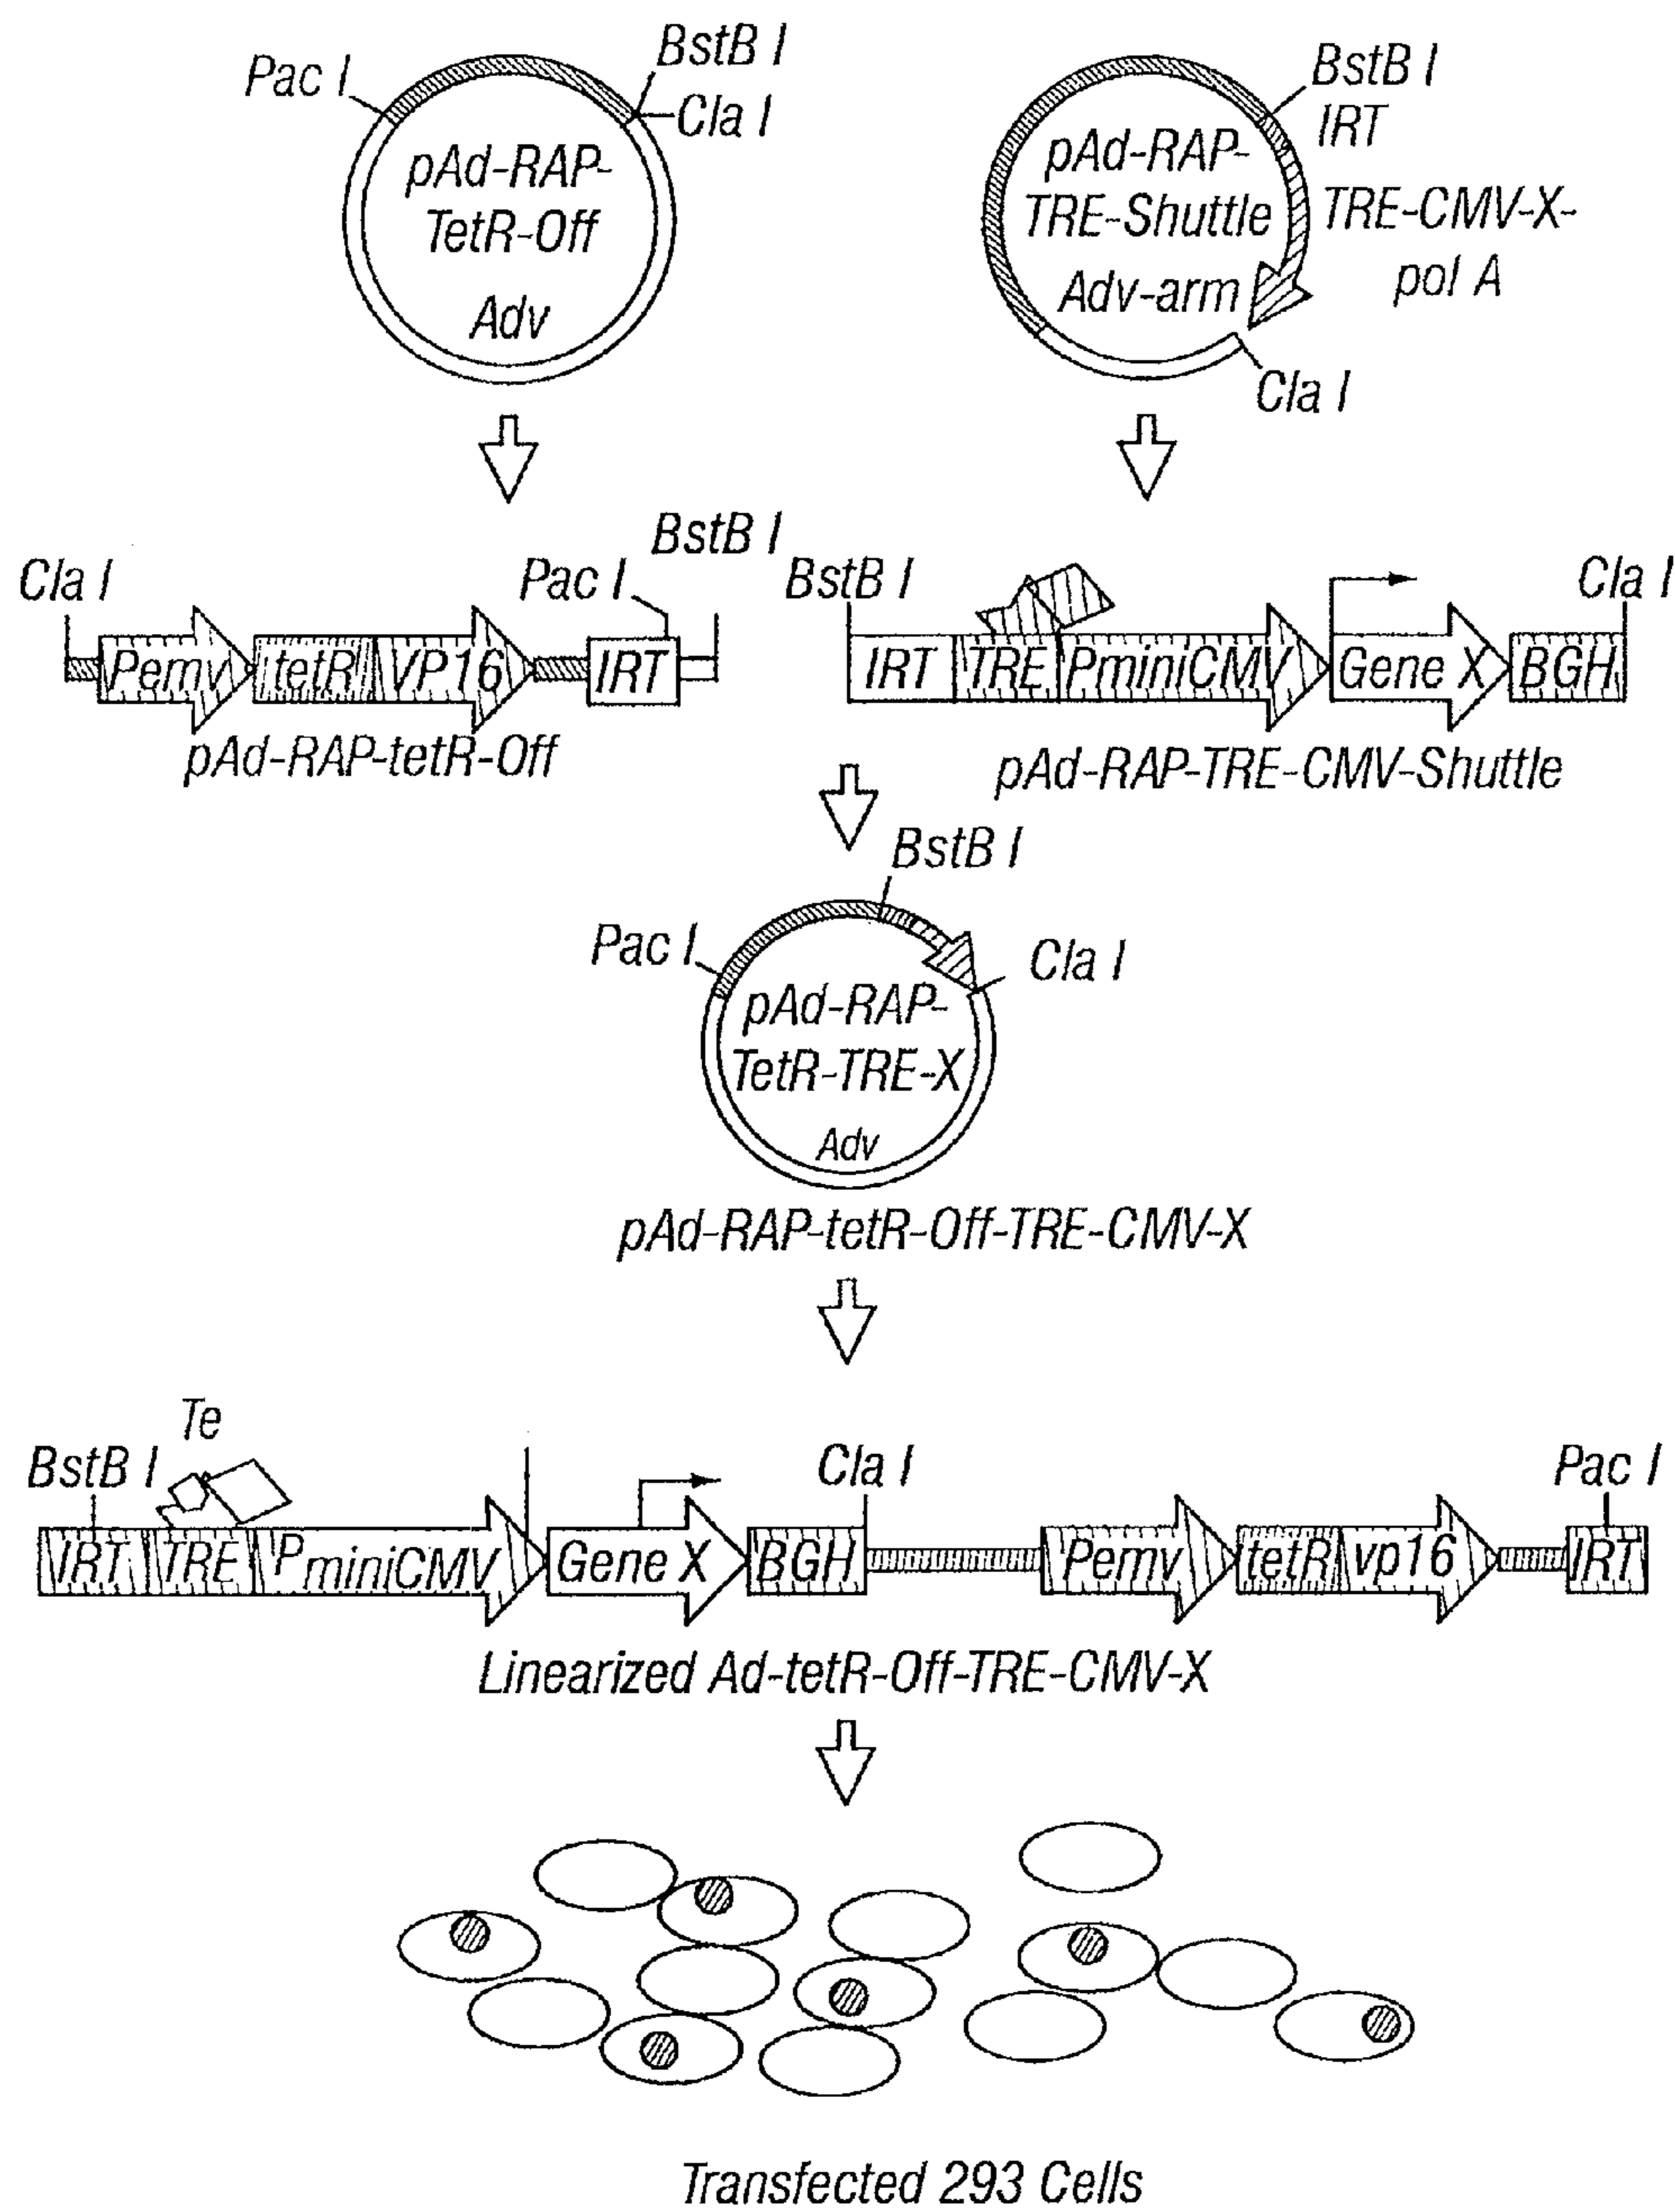 BstB I
Pac I
Cla I
pAd-RAP-
TetR-Off
Adv
BstB I
IRT
pAd-RAP-
TRE-Shuttle
TRE-CMV-X-
pol A
Adv-arm
Cla I
Cla I
Pac I
BstB I
Pemv
tetR
VP16
IRT
pAd-RAP-tetR-Off
BstB I
Cla I
IRT
TRE
PminiCMV
Gene X
BGH
pAd-RAP-TRE-CMV-Shuttle
BstB I
Pac I
Cla I
pAd-RAP-
TetR-TRE-X
Adv
pAd-RAP-tetR-Off-TRE-CMV-X
Te
BstB I
Cla I
Pac I
IRT
TRE
PminiCMV
Gene X
BGH
Pemv
tetR
vp16
IRT
Linearized Ad-tetR-Off-TRE-CMV-X
Transfected 293 Cells